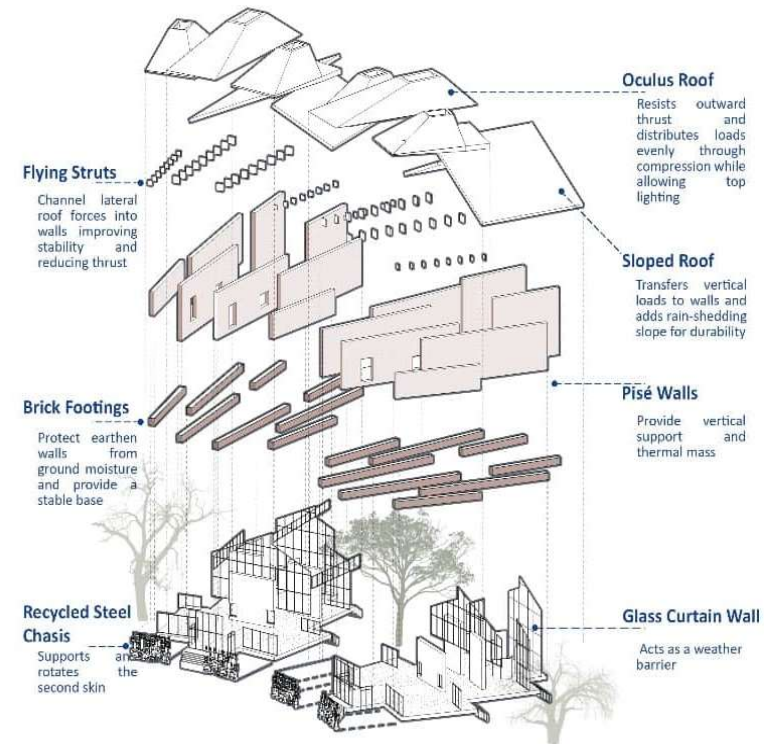 Oculus Roof
Resists outward
thrust and
distributes loads
evenly through
compression while
allowing top
lighting
Flying Struts
Channel lateral
roof forces into
walls improving
stability and
reducing thrust
Sloped Roof
Transfers vertical
loads to walls and
adds rain-shedding
slope for durability
Pisé Walls
Provide vertical
support and
thermal mass
Brick Footings
Protect earthen
walls from
ground moisture
and provide a
stable base
Recycled Steel
Chasis
Supports and
rotates the
second skin
Glass Curtain Wall
Acts as a weather
barrier